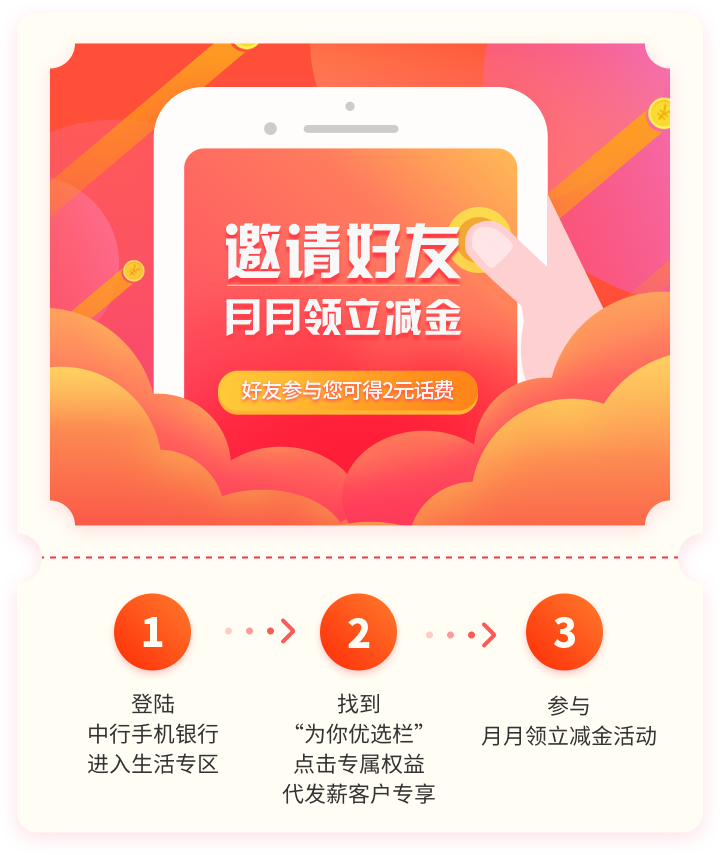 邀请好友
月月领立减金
好友参与您可得2元话费
1
2
3
登陆
中行手机银行
进入生活专区
找到
“为你优选栏”
点击专属权益
代发薪客户专享
参与
月月领立减金活动